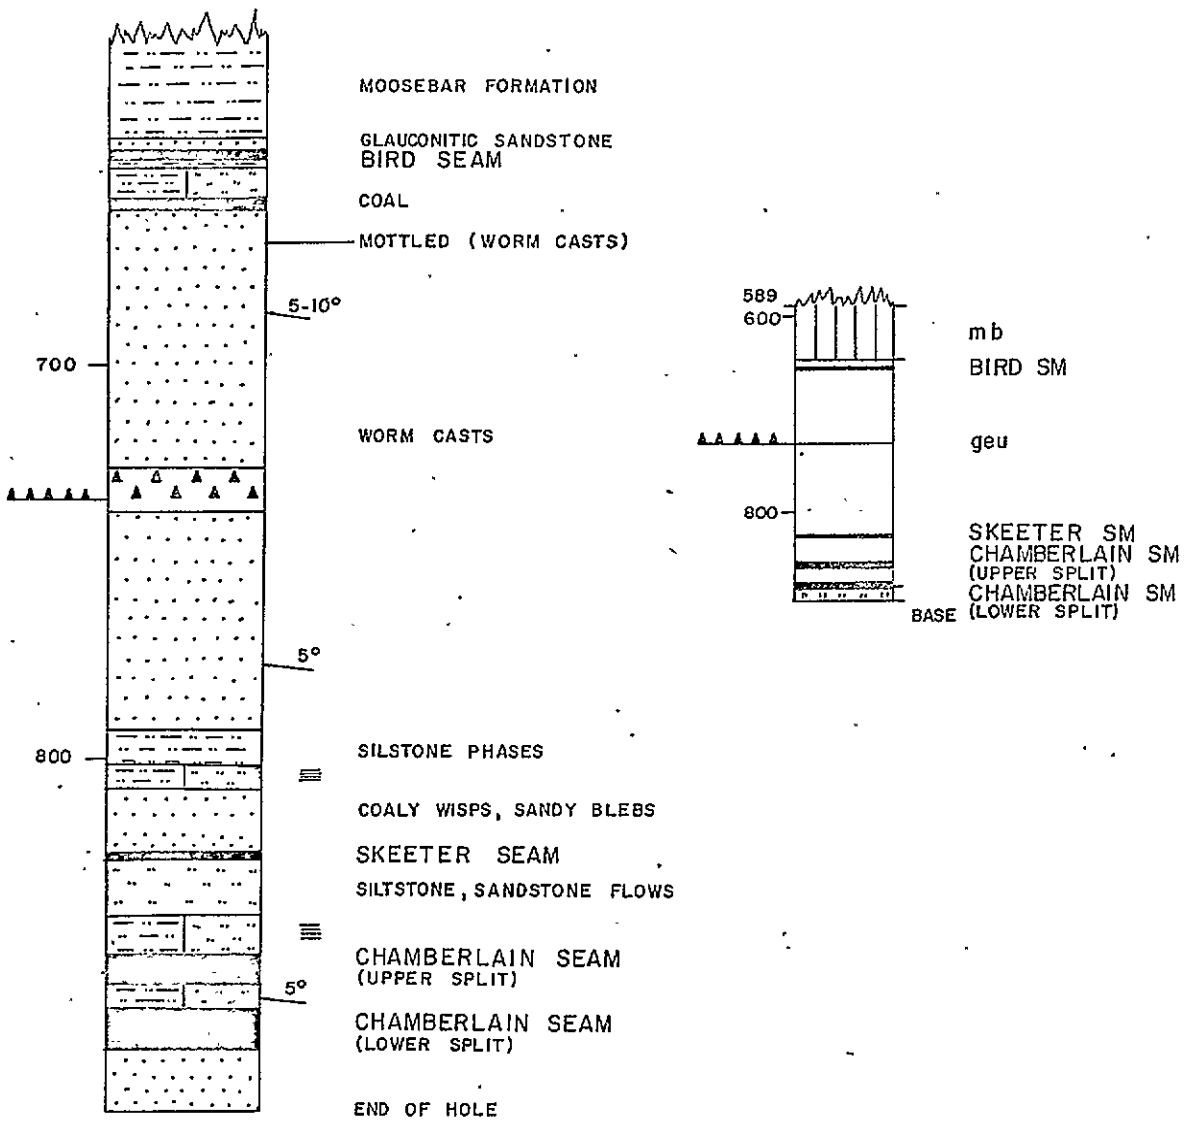 MOOSEBAR FORMATION
GLAUCONITIC SANDSTONE
BIRD SEAM
COAL
MOTTLED (WORM CASTS)
5-10°
700
WORM CASTS
5°
800
SILSTONE PHASES
COALY WISPS, SANDY BLEBS
SKEETER SEAM
SILTSTONE, SANDSTONE FLOWS
CHAMBERLAIN SEAM
(UPPER SPLIT)
5°
CHAMBERLAIN SEAM
(LOWER SPLIT)
END OF HOLE
589
600
mb
BIRD SM
geu
800
SKEETER SM
CHAMBERLAIN SM
(UPPER SPLIT)
CHAMBERLAIN SM
BASE (LOWER SPLIT)